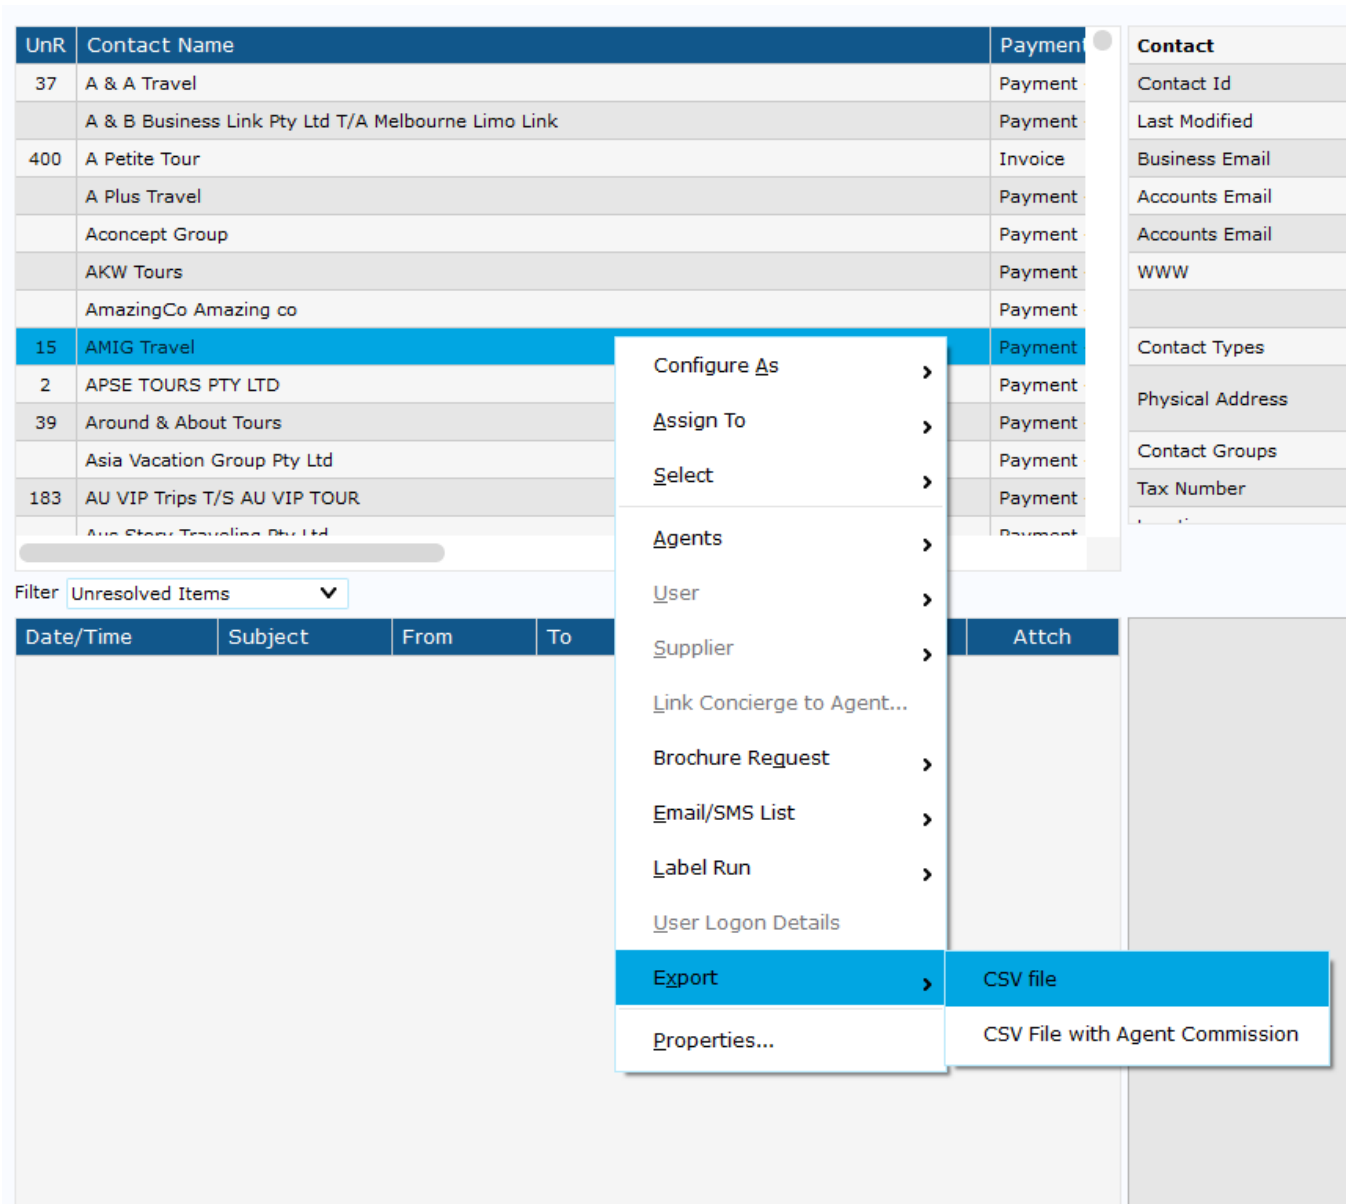 UnR Contact Name Payment
37 A & A Travel Payment
A & B Business Link Pty Ltd T/A Melbourne Limo Link Payment
400 A Petite Tour Invoice
A Plus Travel Payment
Aconcept Group Payment
AKW Tours Payment
AmazingCo Amazing co Payment
15 AMIG Travel Payment
2 APSE TOURS PTY LTD Payment
39 Around & About Tours Payment
Asia Vacation Group Pty Ltd Payment
183 AU VIP Trips T/S AU VIP TOUR Payment
Aus Story Traveling Pty Ltd Payment
Contact
Contact Id
Last Modified
Business Email
Accounts Email
Accounts Email
WWW
Contact Types
Physical Address
Contact Groups
Tax Number
Configure As
Assign To
Select
Agents
User
Supplier
Link Concierge to Agent...
Brochure Request
Email/SMS List
Label Run
User Logon Details
Export
Properties...
CSV file
CSV File with Agent Commission
Filter Unresolved Items
Date/Time Subject From To Attch